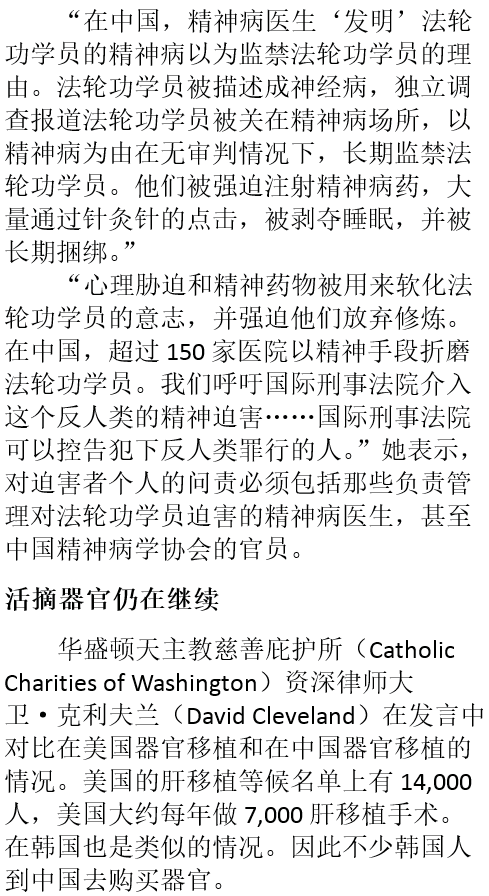 “在中国，精神病医生‘发明’法轮
功学员的精神病以为监禁法轮功学员的理
由。法轮功学员被描述成神经病，独立调
查报道法轮功学员被关在精神病场所，以
精神病为由在无审判情况下，长期监禁法
轮功学员。他们被强迫注射精神病药，大
量通过针灸针的点击，被剥夺睡眠，并被
长期捆绑。”
“心理胁迫和精神药物被用来软化法
轮功学员的意志，并强迫他们放弃修炼。
在中国，超过 150 家医院以精神手段折磨
法轮功学员。我们呼吁国际刑事法院介入
这个反人类的精神迫害……国际刑事法院
可以控告犯下反人类罪行的人。”她表示，
对迫害者个人的问责必须包括那些负责管
理对法轮功学员迫害的精神病医生，甚至
中国精神病学协会的官员。
活摘器官仍在继续
华盛顿天主教慈善庇护所（Catholic
Charities of Washington）资深律师大
卫·克利夫兰（David Cleveland）在发言中
对比在美国器官移植和在中国器官移植的
情况。美国的肝移植等候名单上有 14,000
人，美国大约每年做 7,000 肝移植手术。
在韩国也是类似的情况。因此不少韩国人
到中国去购买器官。